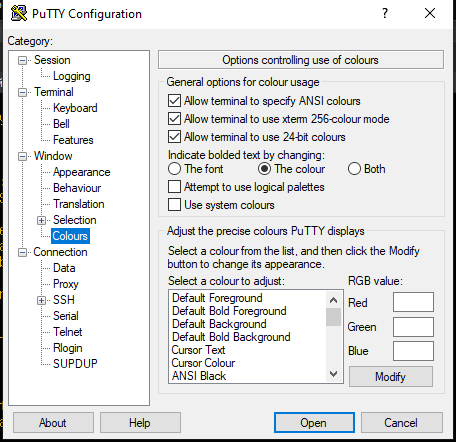 PuTTY Configuration
?
Category:
Session
Logging
Terminal
Keyboard
Bell
Features
Window
Appearance
Behaviour
Translation
Selection
Colours
Connection
Data
Proxy
SSH
Serial
Telnet
Rlogin
SUPDUP
Options controlling use of colours
General options for colour usage
Allow terminal to specify ANSI colours
Allow terminal to use xterm 256-colour mode
Allow terminal to use 24-bit colours
Indicate bolded text by changing:
The font The colour Both
Attempt to use logical palettes
Use system colours
Adjust the precise colours PuTTY displays
Select a colour from the list, and then click the Modify
button to change its appearance.
Select a colour to adjust:
Default Foreground
Default Bold Foreground
Default Background
Default Bold Background
Cursor Text
Cursor Colour
ANSI Black
RGB value:
Red
Green
Blue
Modify
About Help Open Cancel